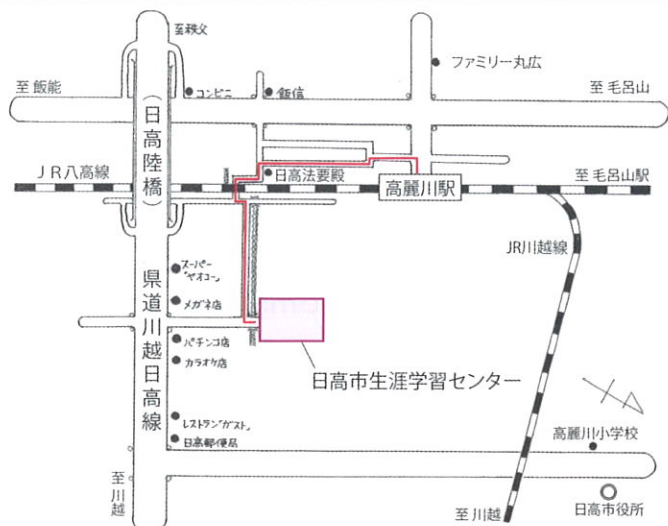 至秩父
ファミリー丸広
至 飯能
コンビニ
飯信
至 毛呂山
(日高陸橋)
JR八高線
日高法要殿
高麗川駅
至 毛呂山駅
JR川越線
スーパー
「ヤオコー」
メガネ店
県道川越日高線
パチンコ店
カラオケ店
日高市生涯学習センター
レストラン「ガスト」
日高郵便局
高麗川小学校
至 川越
至 川越
日高市役所